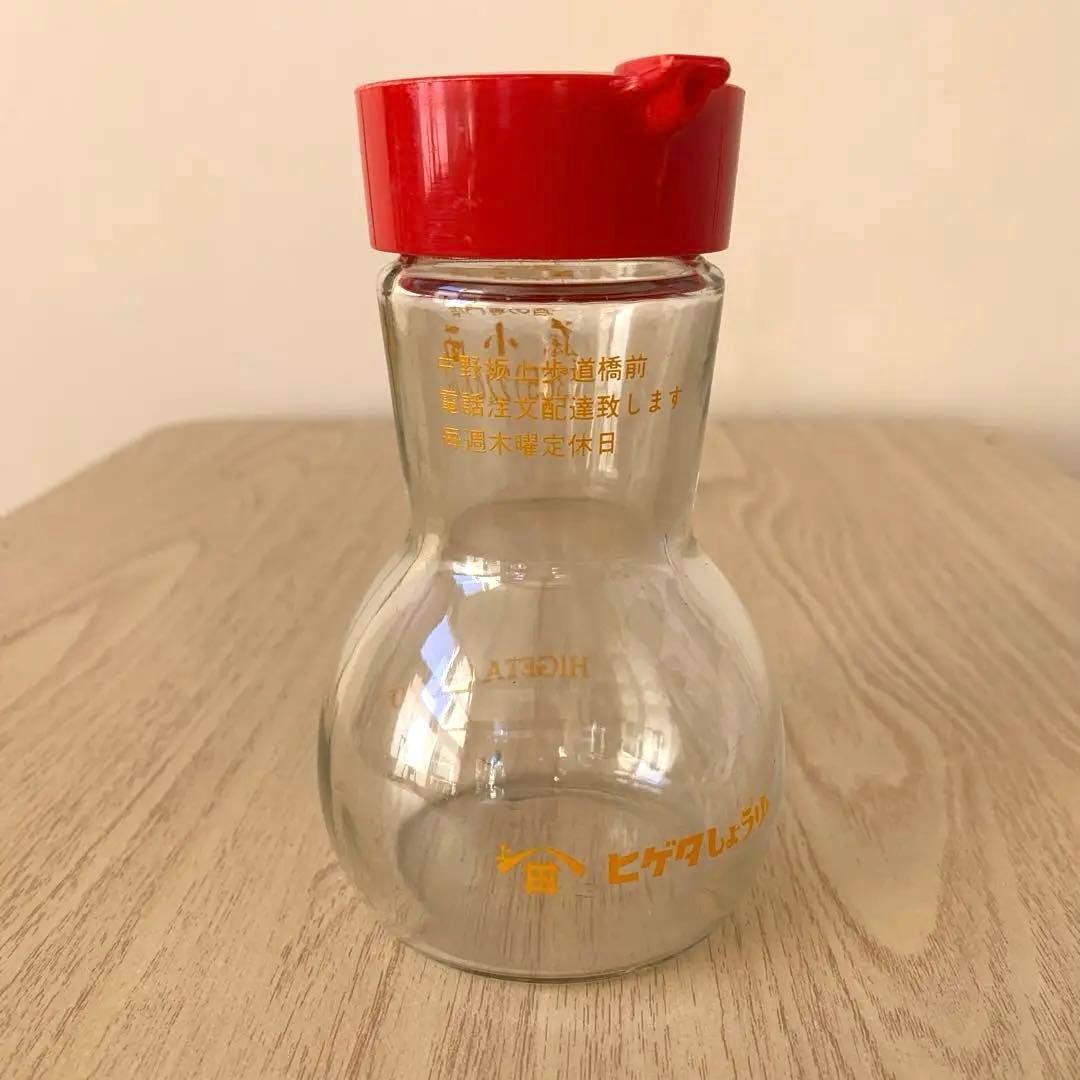 中野坂上歩道橋前
電話注文配達致します
毎週木曜定休日
HIGETA
ヒゲタしょうゆ